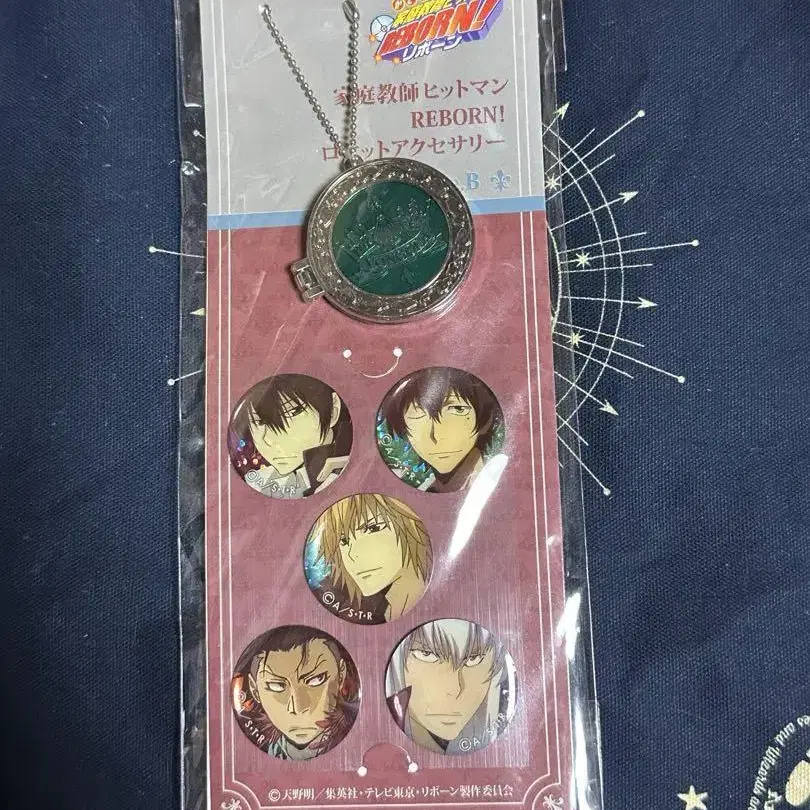 REBORN!
リボーン
家庭教師ヒットマン
REBORN!
ロケットアクセサリー
B
©A/S・T・R
©A/S・T・R
©A/S・T・R
©A/S・T・R
©A/S・T・R
©天野明/集英社・テレビ東京・リボーン製作委員会
and Wizards